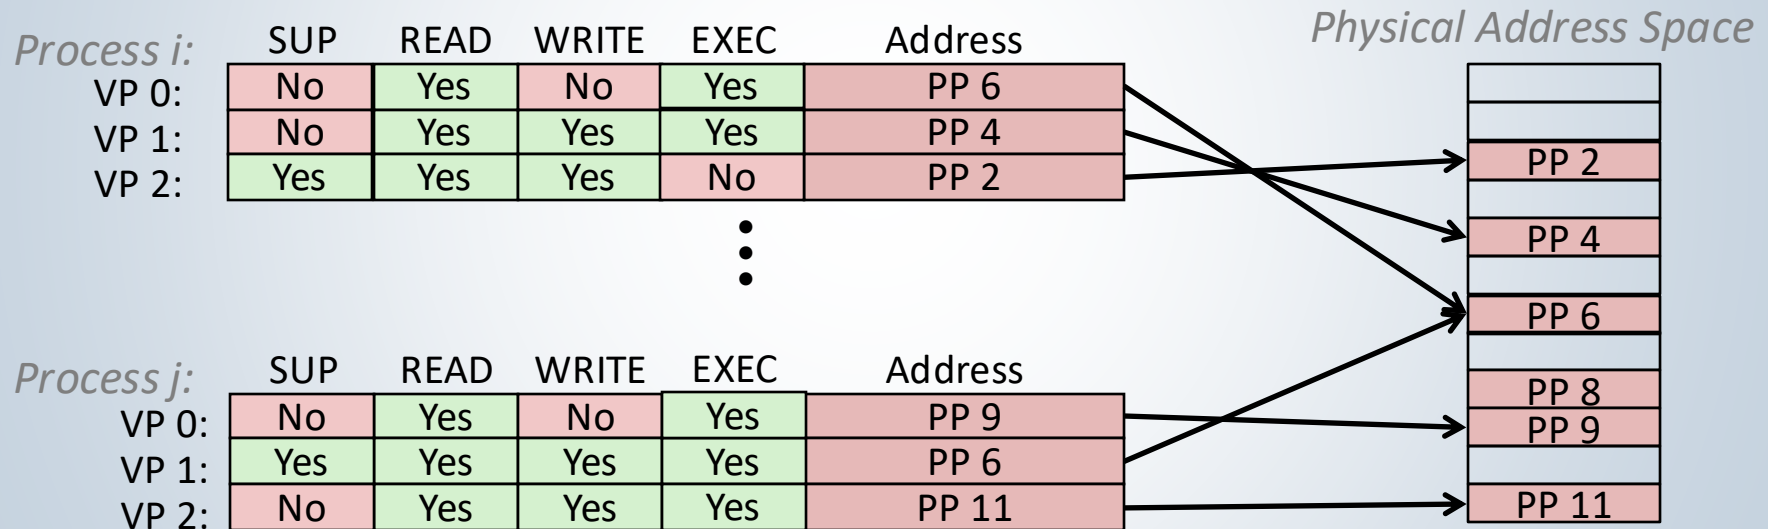 Physical Address Space
Process i: SUP READ WRITE EXEC Address
VP 0: No Yes No Yes PP 6
VP 1: No Yes Yes Yes PP 4
VP 2: Yes Yes Yes No PP 2
PP 2
PP 4
PP 6
PP 8
PP 9
PP 11
Process j: SUP READ WRITE EXEC Address
VP 0: No Yes No Yes PP 9
VP 1: Yes Yes Yes Yes PP 6
VP 2: No Yes Yes Yes PP 11